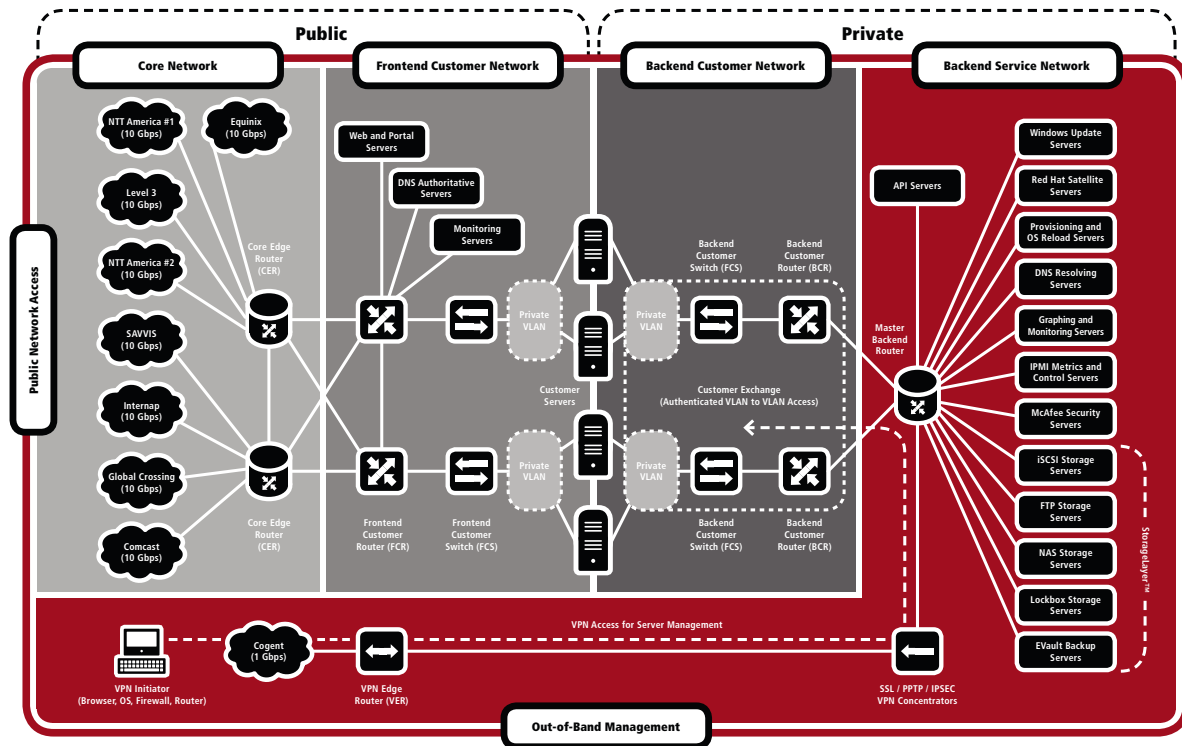 Public
Private
Core Network
Frontend Customer Network
Backend Customer Network
Backend Service Network
Public Network Access
NTT America #1
(10 Gbps)
Equinix
(10 Gbps)
Level 3
(10 Gbps)
NTT America #2
(10 Gbps)
SAVVIS
(10 Gbps)
Internap
(10 Gbps)
Global Crossing
(10 Gbps)
Comcast
(10 Gbps)
Core Edge
Router
(CER)
Core Edge
Router
(CER)
Web and Portal
Servers
DNS Authoritative
Servers
Monitoring
Servers
Private
VLAN
Private
VLAN
Frontend
Customer
Router (FCR)
Frontend
Customer
Switch (FCS)
Customer
Servers
Private
VLAN
Private
VLAN
Backend
Customer
Switch (FCS)
Backend
Customer
Router (BCR)
Customer Exchange
(Authenticated VLAN to VLAN Access)
Backend
Customer
Switch (FCS)
Backend
Customer
Router (BCR)
Master
Backend
Router
API Servers
Windows Update
Servers
Red Hat Satellite
Servers
Provisioning and
OS Reload Servers
DNS Resolving
Servers
Graphing and
Monitoring Servers
IPMI Metrics and
Control Servers
McAfee Security
Servers
iSCSI Storage
Servers
FTP Storage
Servers
NAS Storage
Servers
Lockbox Storage
Servers
EVault Backup
Servers
StorageLayer™
VPN Access for Server Management
Cogent
(1 Gbps)
VPN Initiator
(Browser, OS, Firewall, Router)
VPN Edge
Router (VER)
SSL / PPTP / IPSEC
VPN Concentrators
Out-of-Band Management